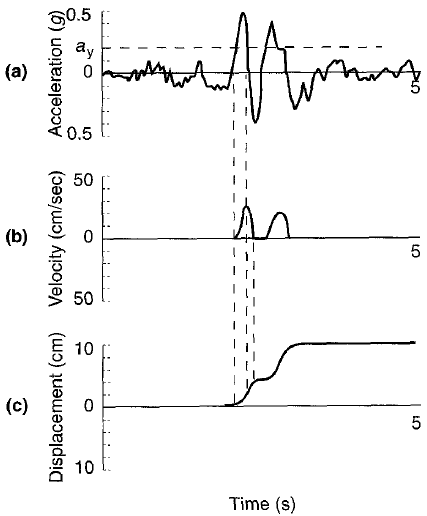 (a)
Acceleration (g)
0.5
a_y
0
0.5
5
(b)
Velocity (cm/sec)
50
0
50
5
(c)
Displacement (cm)
10
0
10
5
Time (s)